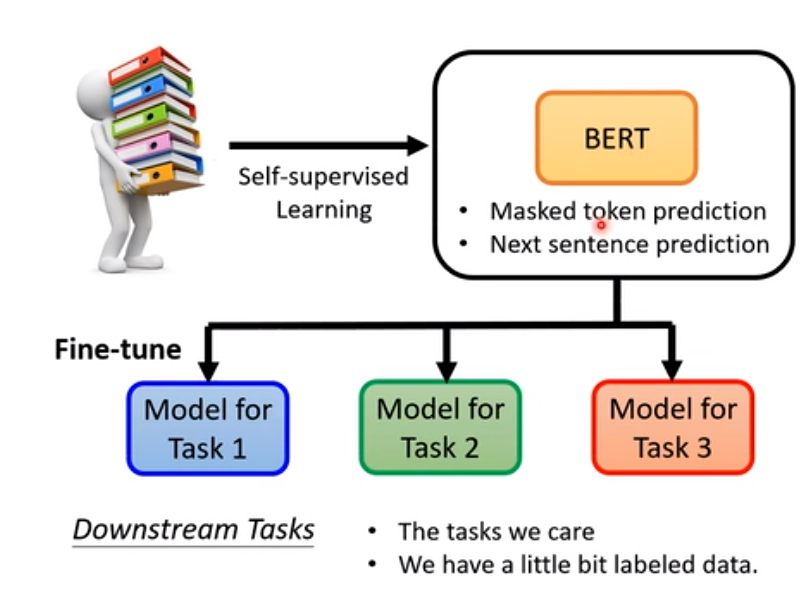 BERT
Self-supervised
Learning
• Masked token prediction
• Next sentence prediction
Fine-tune
Model for
Task 1
Model for
Task 2
Model for
Task 3
Downstream Tasks
• The tasks we care
• We have a little bit labeled data.